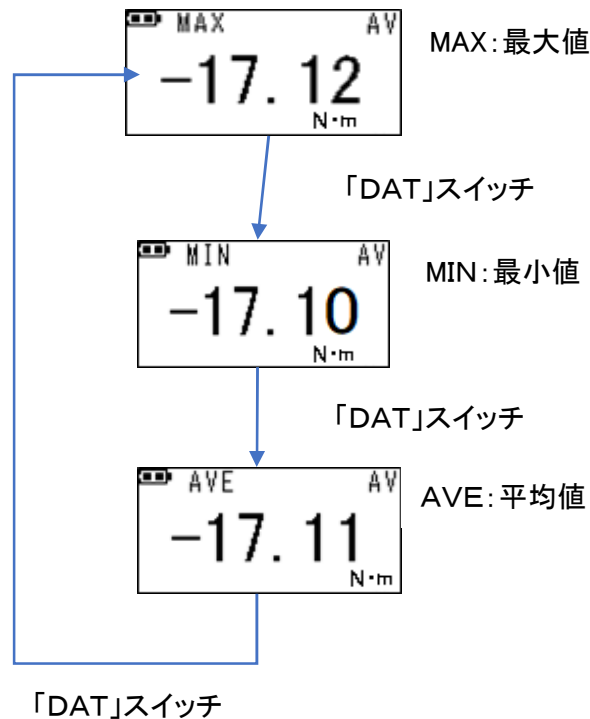 MAX AV
-17.12
N･m
MAX：最大値
「DAT」スイッチ
MIN AV
-17.10
N･m
MIN：最小値
「DAT」スイッチ
AVE AV
-17.11
N･m
AVE：平均値
「DAT」スイッチ